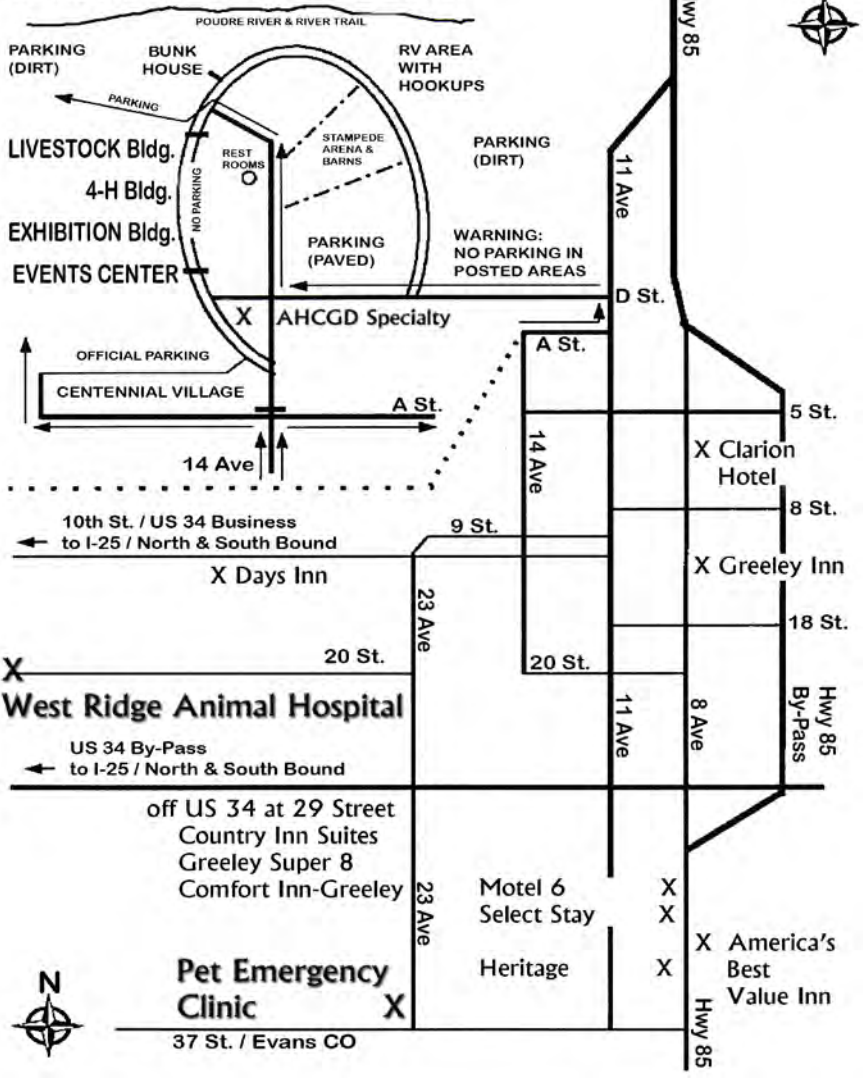 POUDRE RIVER & RIVER TRAIL
PARKING
(DIRT)
BUNK
HOUSE
RV AREA
WITH
HOOKUPS
wy 85
PARKING
LIVESTOCK Bldg.
REST
ROOMS
STAMPEDE
ARENA &
BARNS
PARKING
(DIRT)
11 Ave
4-H Bldg.
NO PARKING
EXHIBITION Bldg.
PARKING
(PAVED)
WARNING:
NO PARKING IN
POSTED AREAS
EVENTS CENTER
D St.
X AHCGD Specialty
OFFICIAL PARKING
A St.
CENTENNIAL VILLAGE
A St.
5 St.
14 Ave
14 Ave
X Clarion
Hotel
8 St.
10th St. / US 34 Business
to I-25 / North & South Bound
9 St.
X Days Inn
X Greeley Inn
23 Ave
18 St.
X
20 St.
20 St.
West Ridge Animal Hospital
11 Ave
8 Ave
Hwy 85
By-Pass
US 34 By-Pass
to I-25 / North & South Bound
off US 34 at 29 Street
Country Inn Suites
Greeley Super 8
Comfort Inn-Greeley
23 Ave
Motel 6 X
Select Stay X
X America's
Best
Value Inn
Heritage X
N
Pet Emergency
Clinic X
Hwy 85
37 St. / Evans CO